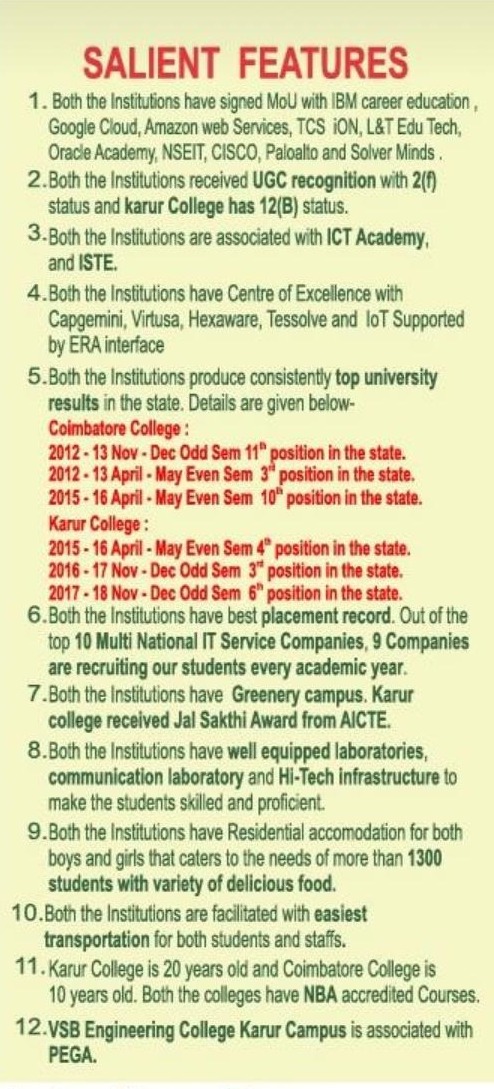 SALIENT FEATURES
1. Both the Institutions have signed MoU with IBM career education ,
Google Cloud, Amazon web Services, TCS iON, L&T Edu Tech,
Oracle Academy, NSEIT, CISCO, Paloalto and Solver Minds .
2.Both the Institutions received UGC recognition with 2(f)
status and karur College has 12(B) status.
3.Both the Institutions are associated with ICT Academy,
and ISTE.
4.Both the Institutions have Centre of Excellence with
Capgemini, Virtusa, Hexaware, Tessolve and IoT Supported
by ERA interface
5.Both the Institutions produce consistently top university
results in the state. Details are given below-
Coimbatore College :
2012 - 13 Nov - Dec Odd Sem 11th position in the state.
2012 - 13 April - May Even Sem 3rd position in the state.
2015 - 16 April - May Even Sem 10th position in the state.
Karur College :
2015 - 16 April - May Even Sem 4th position in the state.
2016 - 17 Nov - Dec Odd Sem 3rd position in the state.
2017 - 18 Nov - Dec Odd Sem 6th position in the state.
6.Both the Institutions have best placement record. Out of the
top 10 Multi National IT Service Companies, 9 Companies
are recruiting our students every academic year.
7.Both the Institutions have Greenery campus. Karur
college received Jal Sakthi Award from AICTE.
8.Both the Institutions have well equipped laboratories,
communication laboratory and Hi-Tech infrastructure to
make the students skilled and proficient.
9.Both the Institutions have Residential accomodation for both
boys and girls that caters to the needs of more than 1300
students with variety of delicious food.
10.Both the Institutions are facilitated with easiest
transportation for both students and staffs.
11. Karur College is 20 years old and Coimbatore College is
10 years old. Both the colleges have NBA accredited Courses.
12.VSB Engineering College Karur Campus is associated with
PEGA.